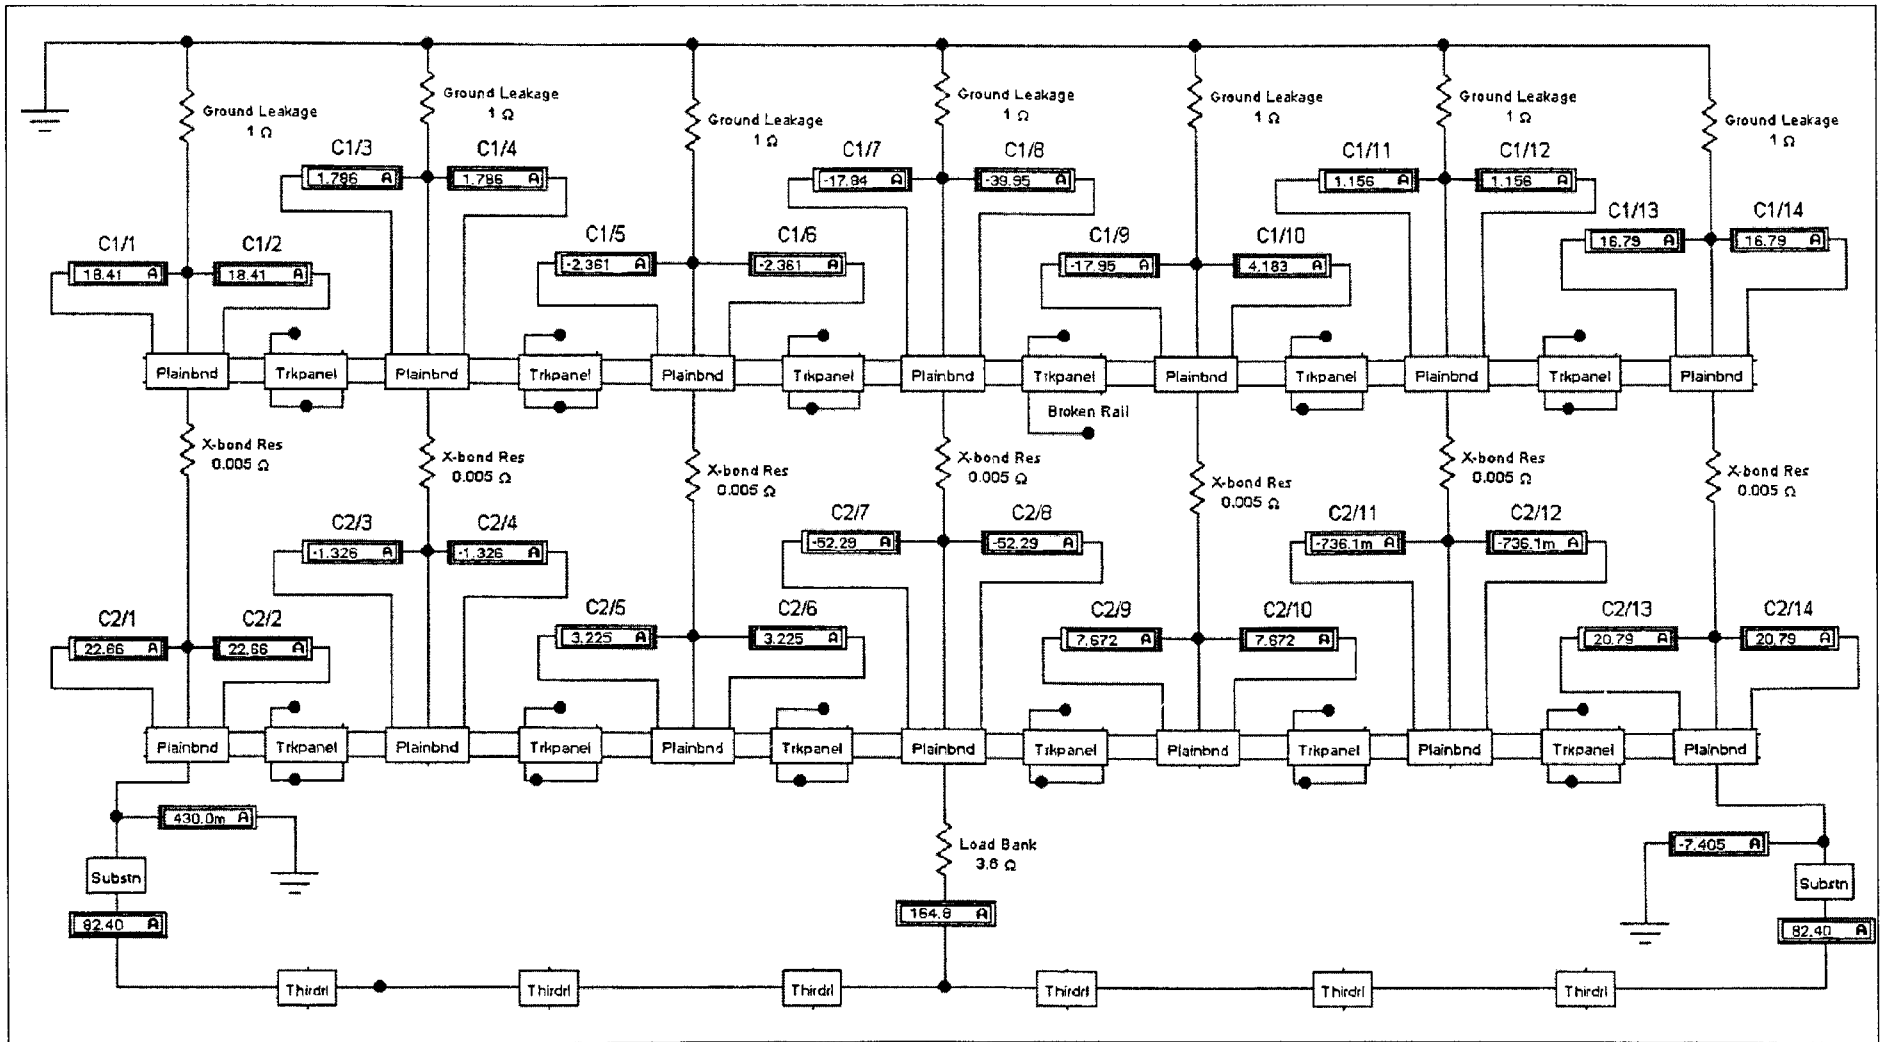 Ground Leakage
1 Ω
Ground Leakage
1 Ω
Ground Leakage
1 Ω
Ground Leakage
1 Ω
Ground Leakage
1 Ω
Ground Leakage
1 Ω
Ground Leakage
1 Ω
C1/3
1.786 A
C1/4
1.786 A
C1/7
-17.84 A
C1/8
-39.95 A
C1/11
1.156 A
C1/12
1.156 A
C1/1
18.41 A
C1/2
18.41 A
C1/5
-2.361 A
C1/6
-2.361 A
C1/9
-17.95 A
C1/10
4.183 A
C1/13
16.79 A
C1/14
16.79 A
Plainbnd
Trkpanel
Plainbnd
Trkpanel
Plainbnd
Trkpanel
Plainbnd
Trkpanel
Plainbnd
Trkpanel
Plainbnd
Trkpanel
Plainbnd
Broken Rail
X-bond Res
0.005 Ω
X-bond Res
0.005 Ω
X-bond Res
0.005 Ω
X-bond Res
0.005 Ω
X-bond Res
0.005 Ω
X-bond Res
0.005 Ω
X-bond Res
0.005 Ω
C2/3
-1.326 A
C2/4
-1.326 A
C2/7
-52.29 A
C2/8
-52.29 A
C2/11
-736.1m A
C2/12
-736.1m A
C2/1
22.66 A
C2/2
22.66 A
C2/5
3.225 A
C2/6
3.225 A
C2/9
7.672 A
C2/10
7.672 A
C2/13
20.79 A
C2/14
20.79 A
Plainbnd
Trkpanel
Plainbnd
Trkpanel
Plainbnd
Trkpanel
Plainbnd
Trkpanel
Plainbnd
Trkpanel
Plainbnd
Trkpanel
Plainbnd
430.0m A
Load Bank
3.6 Ω
-7.405 A
Substn
Substn
82.40 A
164.8 A
82.40 A
Thirdrl
Thirdrl
Thirdrl
Thirdrl
Thirdrl
Thirdrl